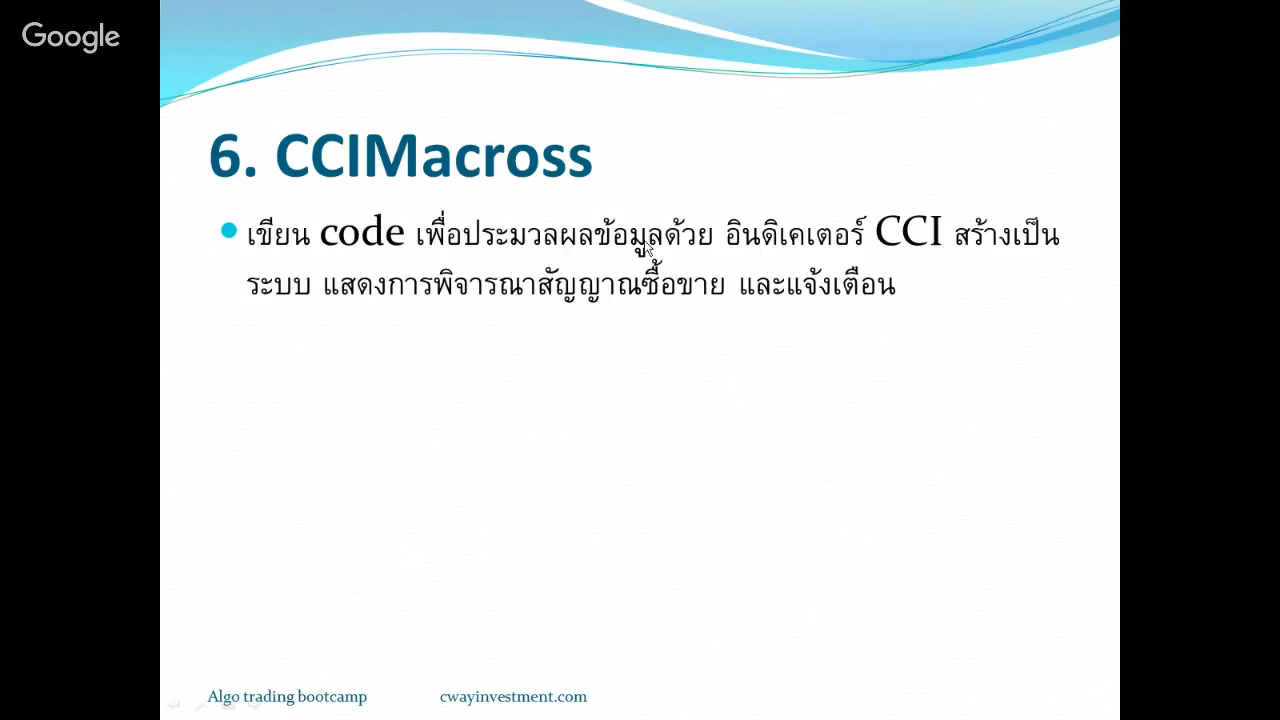 Google
6. CCIMacross
เขียน code เพื่อประมวลผลข้อมูลด้วย อินดิเคเตอร์ CCI สร้างเป็น
ระบบ แสดงการพิจารณาสัญญาณซื้อขาย และแจ้งเตือน
Algo trading bootcamp cwayinvestment.com